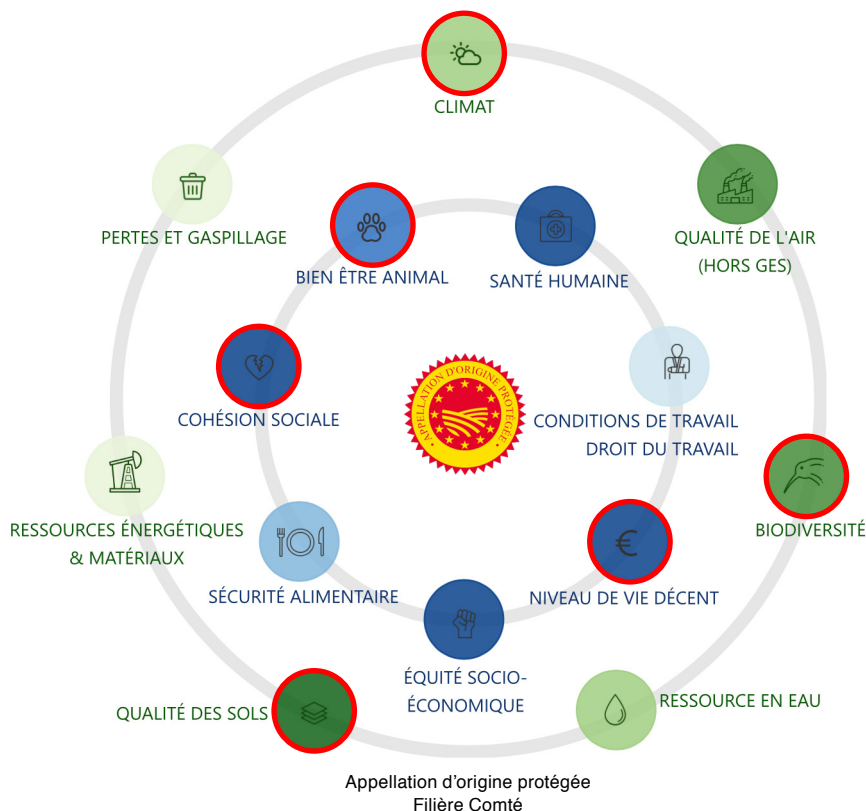 CLIMAT
PERTES ET GASPILLAGE
QUALITÉ DE L'AIR
(HORS GES)
BIEN ÊTRE ANIMAL
SANTÉ HUMAINE
COHÉSION SOCIALE
APPELLATION D'ORIGINE PROTÉGÉE
CONDITIONS DE TRAVAIL
DROIT DU TRAVAIL
RESSOURCES ÉNERGÉTIQUES
& MATÉRIAUX
BIODIVERSITÉ
SÉCURITÉ ALIMENTAIRE
€
NIVEAU DE VIE DÉCENT
ÉQUITÉ SOCIO-
ÉCONOMIQUE
QUALITÉ DES SOLS
RESSOURCE EN EAU
Appellation d'origine protégée
Filière Comté